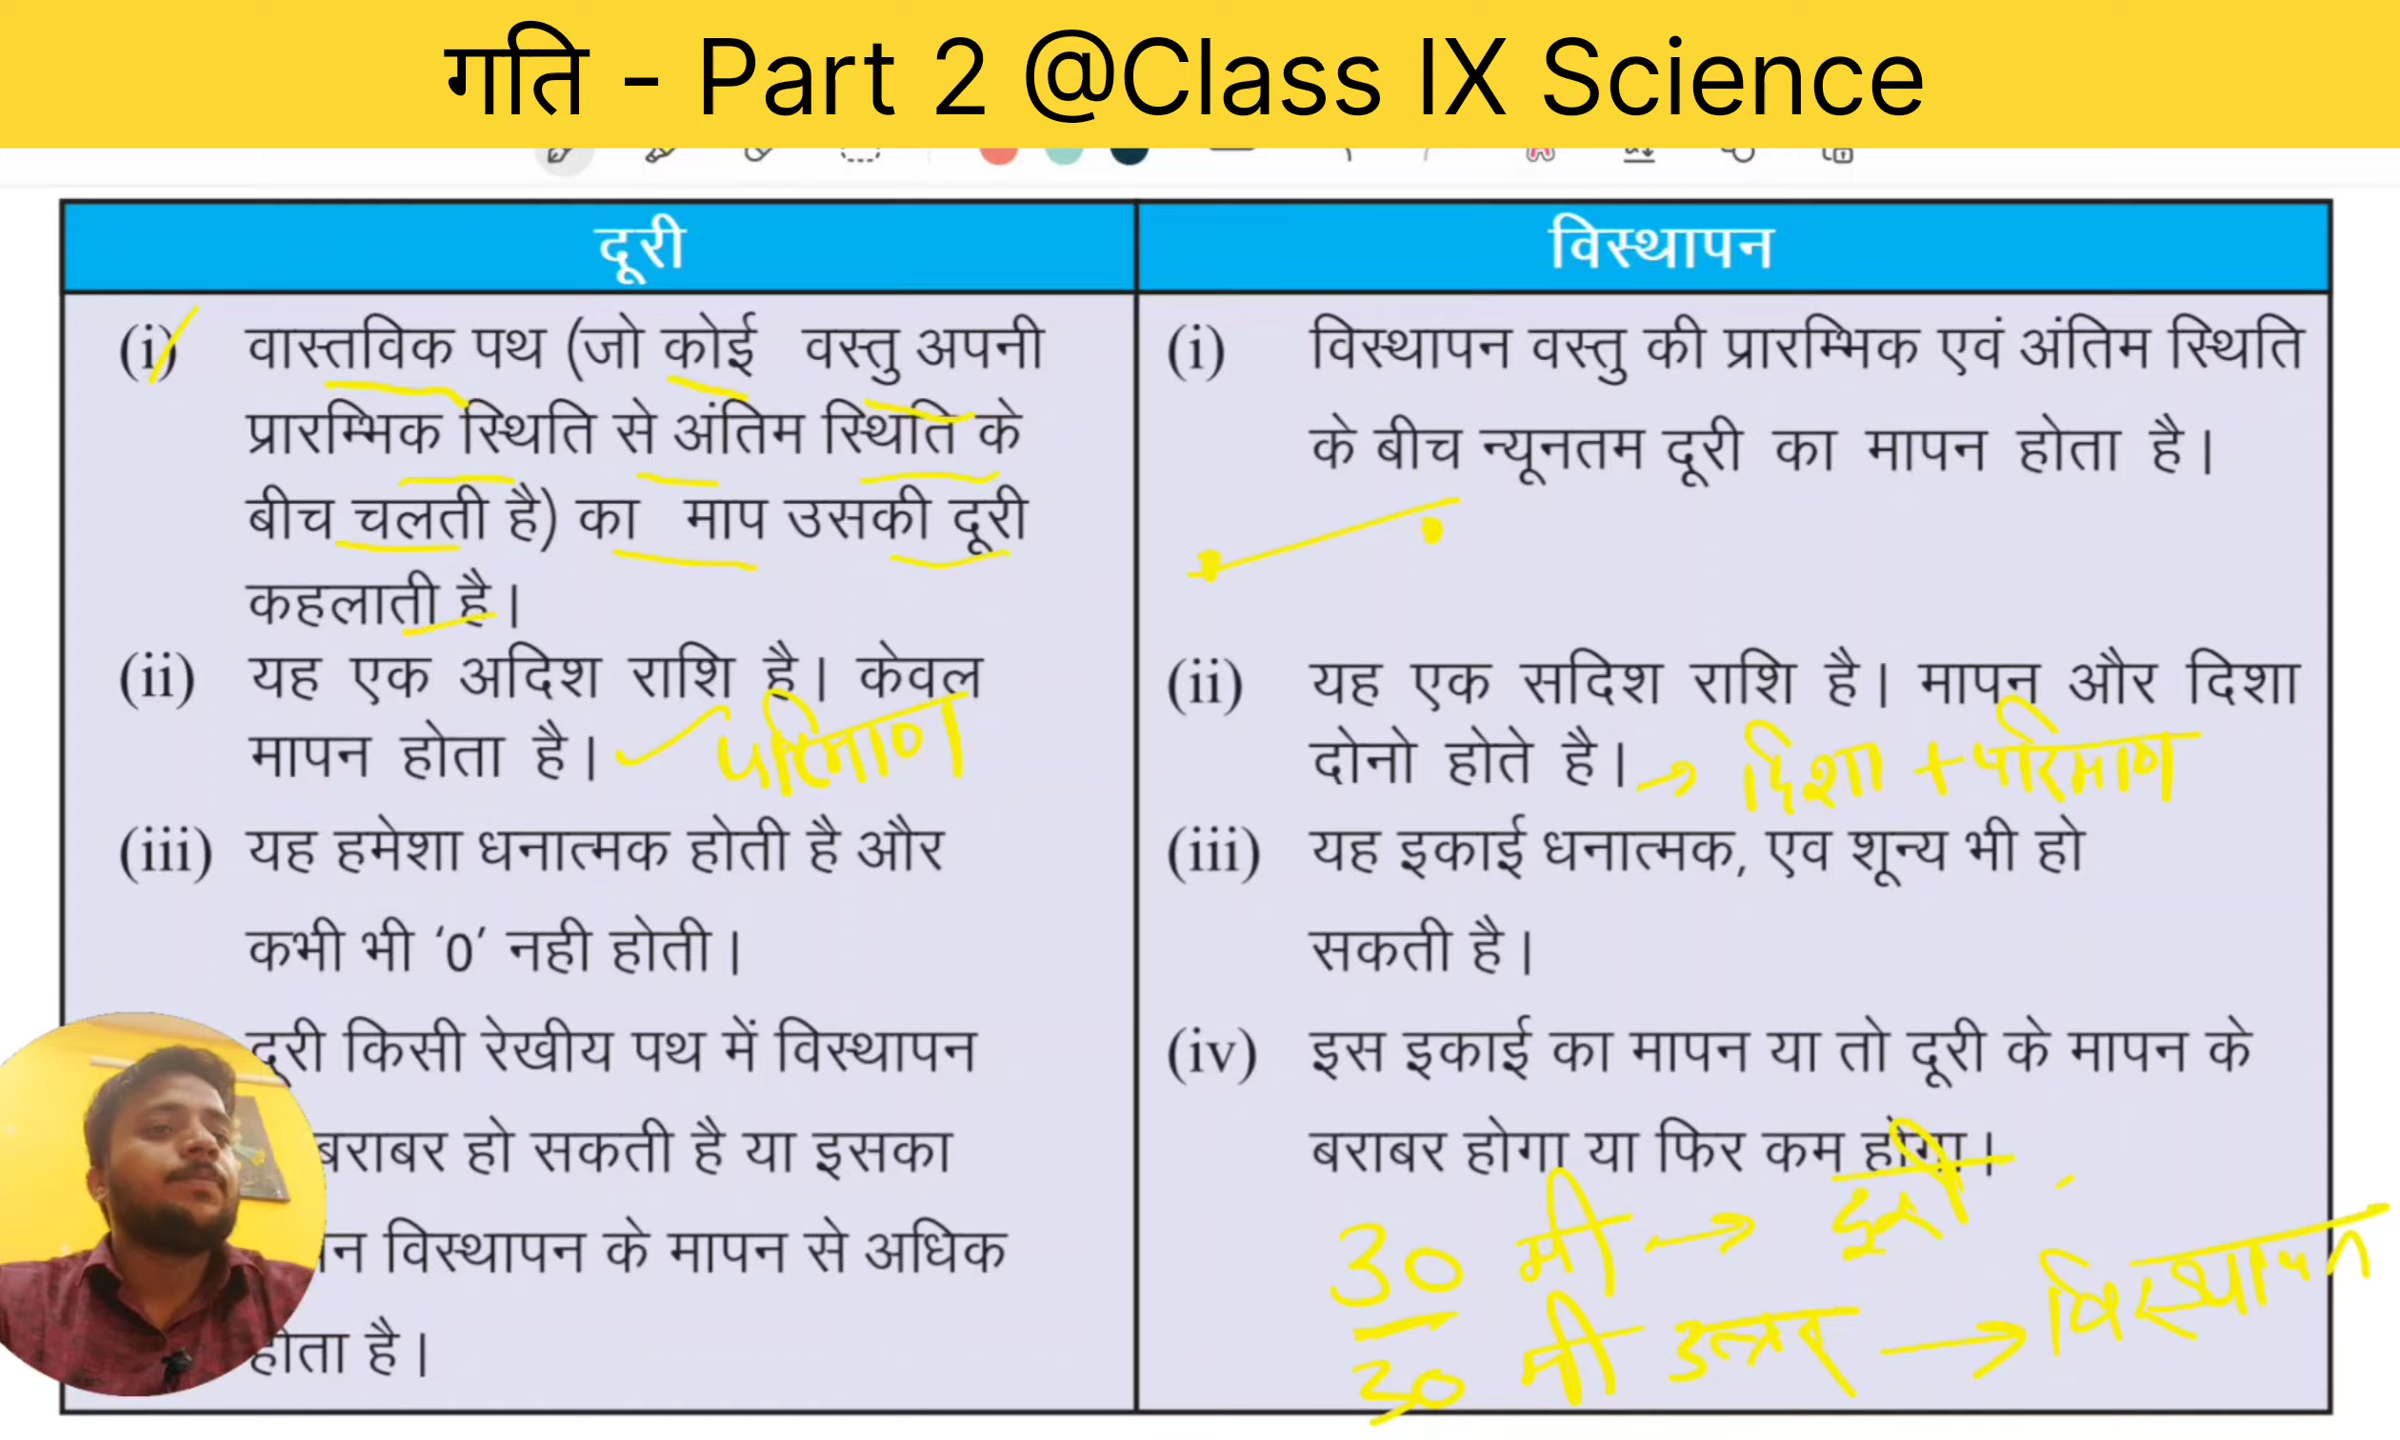 गति - Part 2 @Class IX Science
दूरी
(i) वास्तविक पथ (जो कोई वस्तु अपनी
प्रारम्भिक स्थिति से अंतिम स्थिति के
बीच चलती है) का माप उसकी दूरी
कहलाती है।
(ii) यह एक अदिश राशि है। केवल
मापन होता है। परिमाण
(iii) यह हमेशा धनात्मक होती है और
कभी भी ‘0’ नही होती।
दूरी किसी रेखीय पथ में विस्थापन
बराबर हो सकती है या इसका
न विस्थापन के मापन से अधिक
होता है।
विस्थापन
(i) विस्थापन वस्तु की प्रारम्भिक एवं अंतिम स्थिति
के बीच न्यूनतम दूरी का मापन होता है।
(ii) यह एक सदिश राशि है। मापन और दिशा
दोनो होते है। → दिशा + परिमाण
(iii) यह इकाई धनात्मक, एव शून्य भी हो
सकती है।
(iv) इस इकाई का मापन या तो दूरी के मापन के
बराबर होगा या फिर कम होगा।
30 मी → दूरी
30 मी उत्तर → विस्थापन